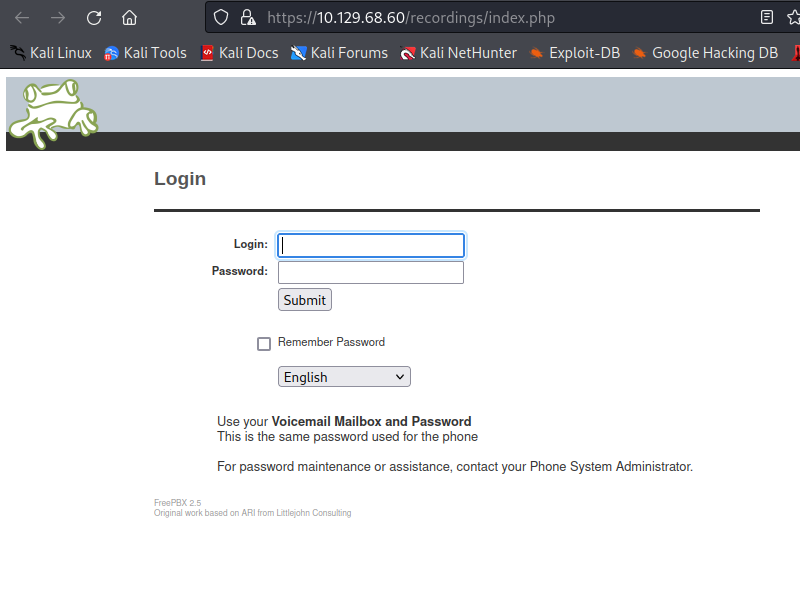 https://10.129.68.60/recordings/index.php
Kali Linux Kali Tools Kali Docs Kali Forums Kali NetHunter Exploit-DB Google Hacking DB
Login
Login:
Password:
Submit
Remember Password
English
Use your Voicemail Mailbox and Password
This is the same password used for the phone
For password maintenance or assistance, contact your Phone System Administrator.
FreePBX 2.5
Original work based on ARI from Littlejohn Consulting